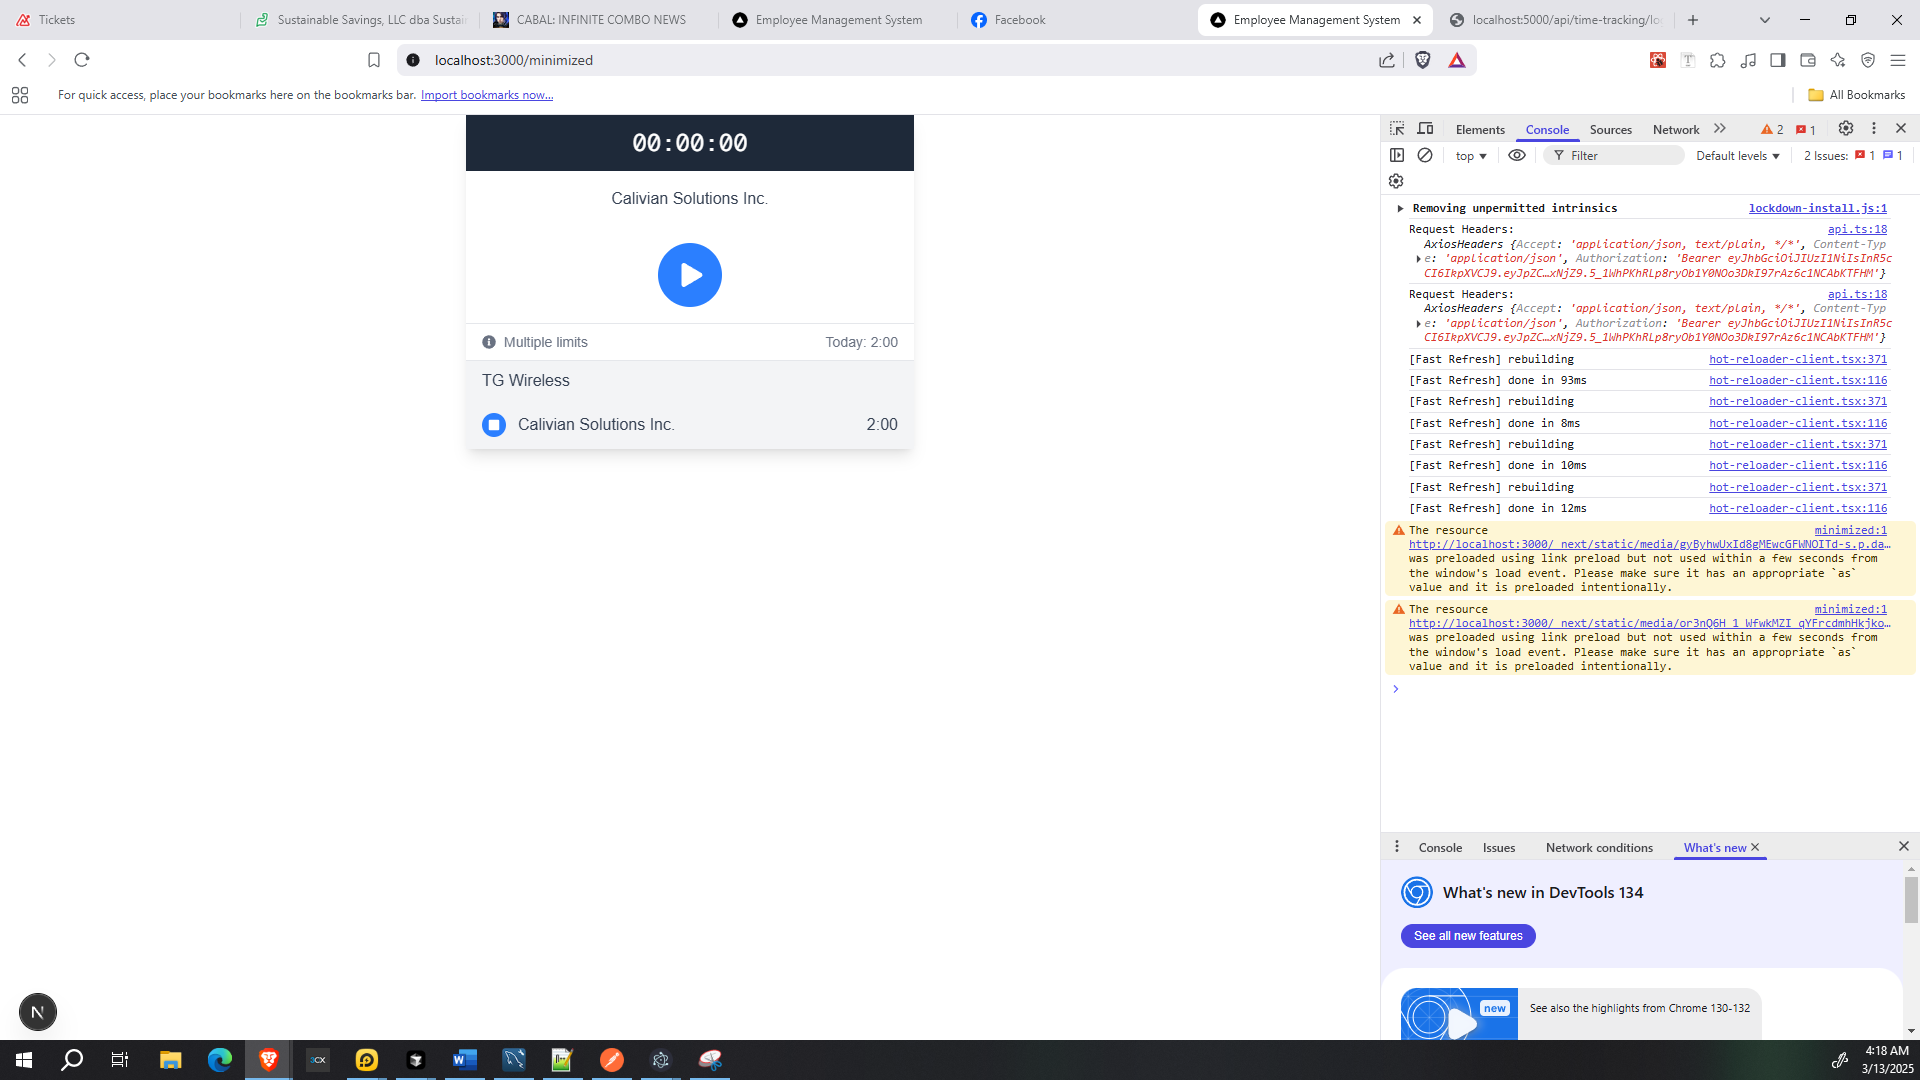 Tickets
Sustainable Savings, LLC dba Sustai
CABAL: INFINITE COMBO NEWS
Employee Management System
Facebook
Employee Management System
localhost:5000/api/time-tracking/lo
localhost:3000/minimized
For quick access, place your bookmarks here on the bookmarks bar. Import bookmarks now...
All Bookmarks
00:00:00
Calivian Solutions Inc.
Multiple limits
Today: 2:00
TG Wireless
Calivian Solutions Inc.
2:00
N
Elements
Console
Sources
Network
2
1
top
Filter
Default levels
2 Issues:
1
1
Removing unpermitted intrinsics
lockdown-install.js:1
Request Headers:
api.ts:18
AxiosHeaders {Accept: 'application/json, text/plain, */*', Content-Typ
e: 'application/json', Authorization: 'Bearer eyJhbGciOiJIUzI1NiIsInR5c
CI6IkpXVCJ9.eyJpZC…xNjZ9.5_1WhPKhRLp8ryOb1Y0NOo3DkI97rAz6c1NCAbKTFHM'}
Request Headers:
api.ts:18
AxiosHeaders {Accept: 'application/json, text/plain, */*', Content-Typ
e: 'application/json', Authorization: 'Bearer eyJhbGciOiJIUzI1NiIsInR5c
CI6IkpXVCJ9.eyJpZC…xNjZ9.5_1WhPKhRLp8ryOb1Y0NOo3DkI97rAz6c1NCAbKTFHM'}
[Fast Refresh] rebuilding
hot-reloader-client.tsx:371
[Fast Refresh] done in 93ms
hot-reloader-client.tsx:116
[Fast Refresh] rebuilding
hot-reloader-client.tsx:371
[Fast Refresh] done in 8ms
hot-reloader-client.tsx:116
[Fast Refresh] rebuilding
hot-reloader-client.tsx:371
[Fast Refresh] done in 10ms
hot-reloader-client.tsx:116
[Fast Refresh] rebuilding
hot-reloader-client.tsx:371
[Fast Refresh] done in 12ms
hot-reloader-client.tsx:116
The resource
minimized:1
http://localhost:3000/_next/static/media/gyByhwUxId8gMEwcGFWNOITd-s.p.da…
was preloaded using link preload but not used within a few seconds from
the window's load event. Please make sure it has an appropriate `as`
value and it is preloaded intentionally.
The resource
minimized:1
http://localhost:3000/_next/static/media/or3nQ6H_1_WfwkMZI_qYFrcdmhHkjko…
was preloaded using link preload but not used within a few seconds from
the window's load event. Please make sure it has an appropriate `as`
value and it is preloaded intentionally.
Console
Issues
Network conditions
What's new
What's new in DevTools 134
See all new features
new
See also the highlights from Chrome 130-132
3CX
4:18 AM
3/13/2025